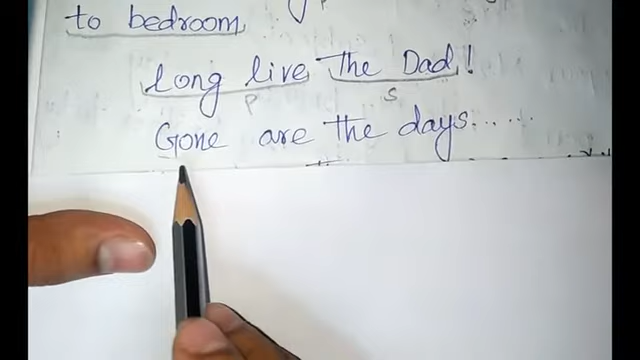 to bedroom
Long live The Dad!
P S
Gone are the days......